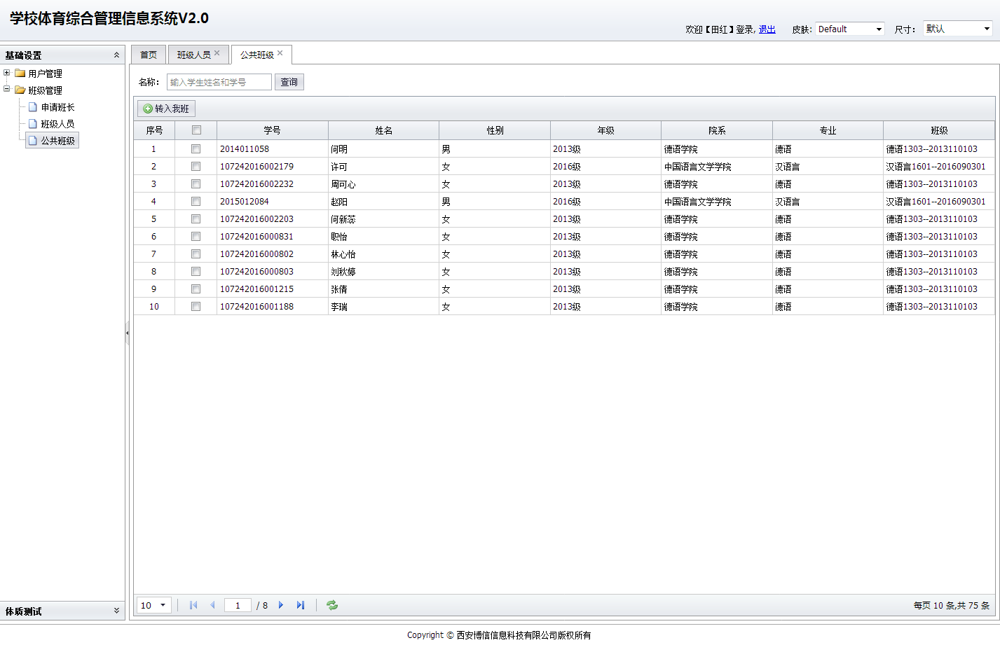 学校体育综合管理信息系统V2.0
欢迎【田红】登录, 退出 皮肤: Default 尺寸: 默认
基础设置
用户管理
班级管理
申请班长
班级人员
公共班级
体质测试
首页 班级人员 公共班级
名称: 输入学生姓名和学号 查询
转入我班
序号 学号 姓名 性别 年级 院系 专业 班级
1 2014011058 何明 男 2013级 德语学院 德语 德语1303--2013110103
2 107242016002179 许可 女 2016级 中国语言文学学院 汉语言 汉语言1601--2016090301
3 107242016002232 周可心 女 2013级 德语学院 德语 德语1303--2013110103
4 2015012084 赵阳 男 2016级 中国语言文学学院 汉语言 汉语言1601--2016090301
5 107242016002203 何新蕊 女 2013级 德语学院 德语 德语1303--2013110103
6 107242016000831 职怡 女 2013级 德语学院 德语 德语1303--2013110103
7 107242016000802 林心怡 女 2013级 德语学院 德语 德语1303--2013110103
8 107242016000803 刘秋婷 女 2013级 德语学院 德语 德语1303--2013110103
9 107242016001215 张倩 女 2013级 德语学院 德语 德语1303--2013110103
10 107242016001188 李瑞 女 2013级 德语学院 德语 德语1303--2013110103
10 1 / 8 每页 10 条,共 75 条
Copyright © 西安博信信息科技有限公司版权所有